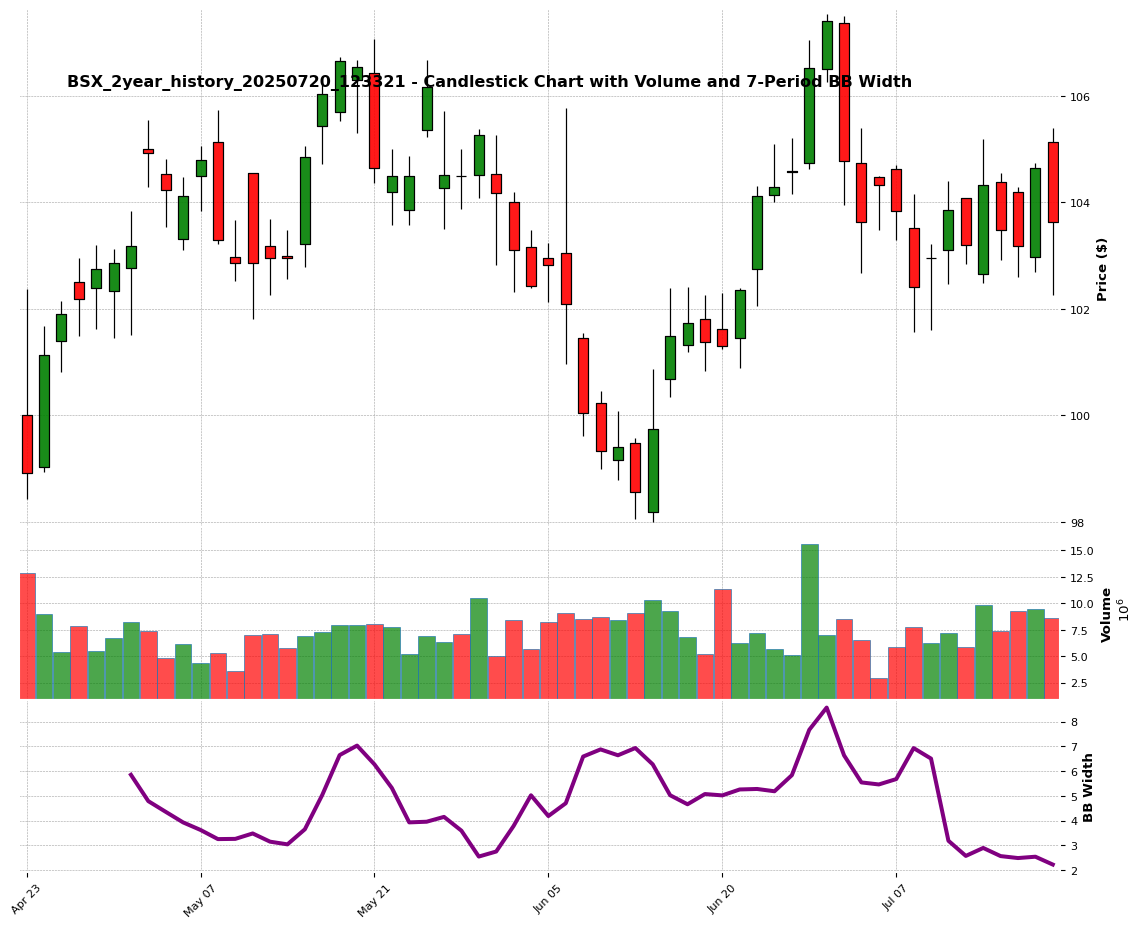 BSX_2year_history_20250720_123321 - Candlestick Chart with Volume and 7-Period BB Width
106
104
102
100
98
Price ($)
15.0
12.5
10.0
7.5
5.0
2.5
Volume
10^6
8
7
6
5
4
3
2
BB Width
Apr 23
May 07
May 21
Jun 05
Jun 20
Jul 07